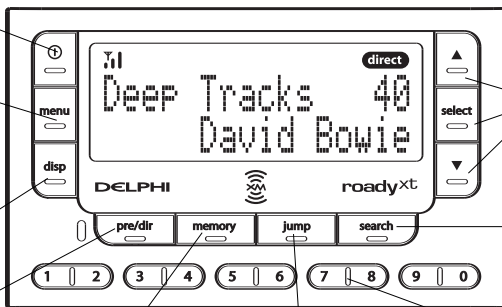 direct
Deep Tracks 40
menu
select
David Bowie
disp
DELPHI XM roady xt
pre/dir memory jump search
1 2 3 4 5 6 7 8 9 0